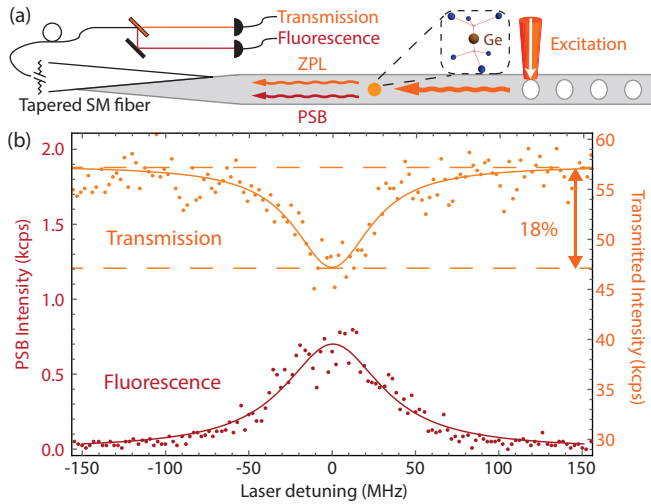 (a)
Transmission
Fluorescence
Ge
Excitation
ZPL
PSB
Tapered SM fiber
(b)
2.0
1.5
1.0
0.5
0.0
PSB Intensity (kcps)
Transmission
18%
Fluorescence
60
55
50
45
40
35
30
Transmitted Intensity
(kcps)
-150 -100 -50 0 50 100 150
Laser detuning (MHz)